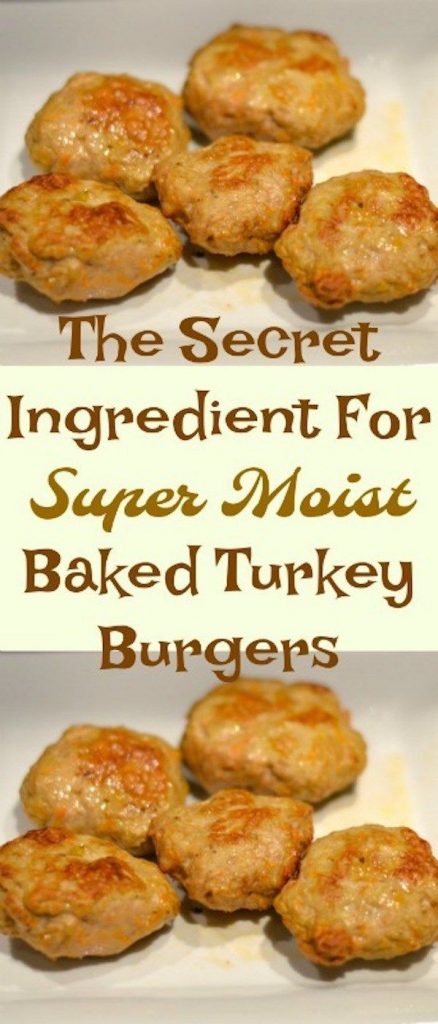 The Secret
Ingredient For
Super Moist
Baked Turkey
Burgers